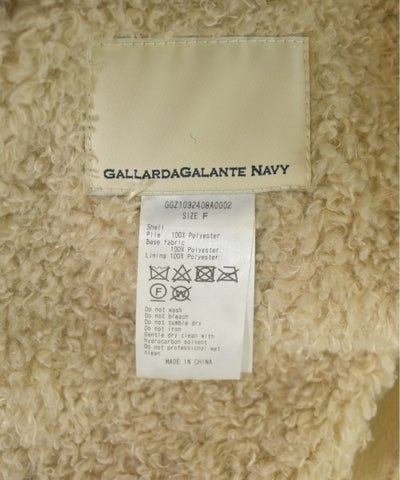 GALLARDAGALANTE NAVY
GGZ1092408A0002
SIZE F
Shell
Pile 100% Polyester
Base fabric
100% Polyester
Lining 100% Polyester
F W
Do not wash
Do not bleach
Do not tumble dry
Do not iron
Gentle dry clean with
hydrocarbon solvent
Do not professional wet
clean
MADE IN CHINA